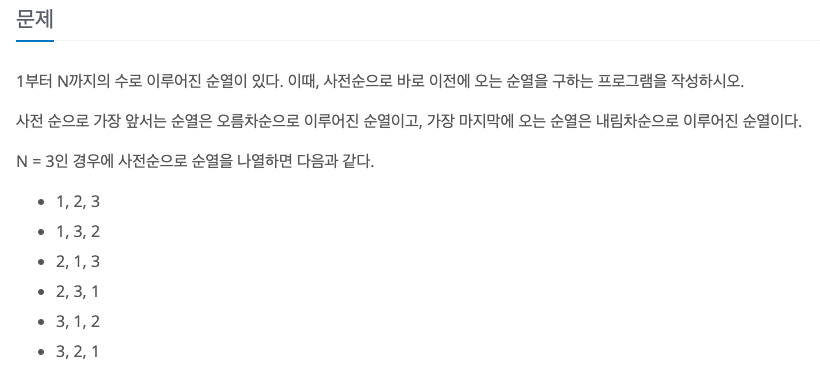 문제
1부터 N까지의 수로 이루어진 순열이 있다. 이때, 사전순으로 바로 이전에 오는 순열을 구하는 프로그램을 작성하시오.
사전 순으로 가장 앞서는 순열은 오름차순으로 이루어진 순열이고, 가장 마지막에 오는 순열은 내림차순으로 이루어진 순열이다.
N = 3인 경우에 사전순으로 순열을 나열하면 다음과 같다.
• 1, 2, 3
• 1, 3, 2
• 2, 1, 3
• 2, 3, 1
• 3, 1, 2
• 3, 2, 1